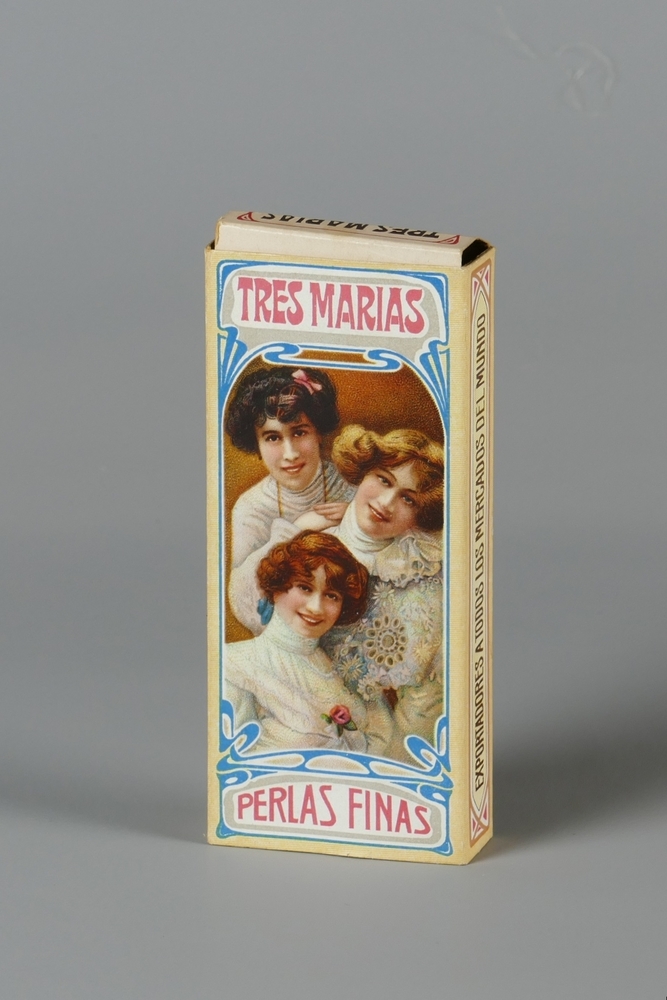 TRES MARIAS
TRES MARIAS
PERLAS FINAS
EXPORTADORES A TODOS LOS MERCADOS DEL MUNDO